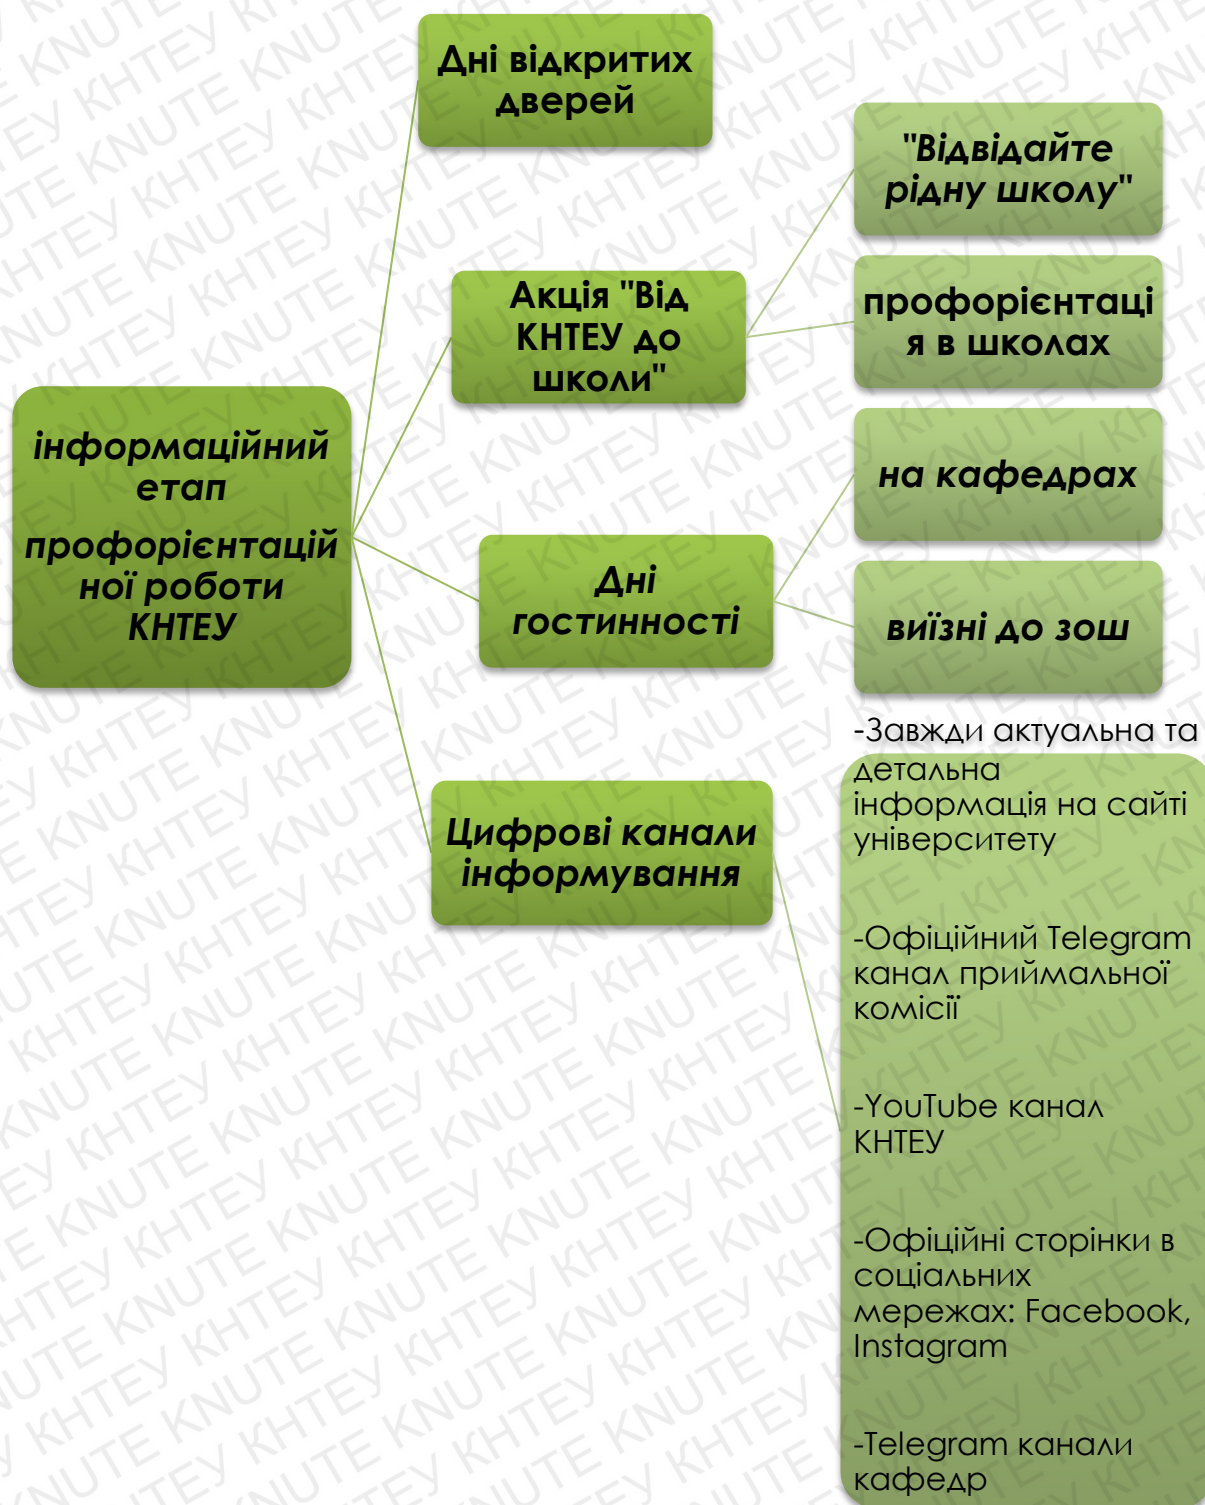 Дні відкритих
дверей
"Відвідайте
рідну школу"
Акція "Від
КНТЕУ до
школи"
профорієнтаці
я в школах
інформаційний
етап
профорієнтацій
ної роботи
КНТЕУ
на кафедрах
Дні
гостинності
виїзні до зош
Цифрові канали
інформування
-Завжди актуальна та
детальна
інформація на сайті
університету
-Офіційний Telegram
канал приймальної
комісії
-YouTube канал
КНТЕУ
-Офіційні сторінки в
соціальних
мережах: Facebook,
Instagram
-Telegram канали
кафедр